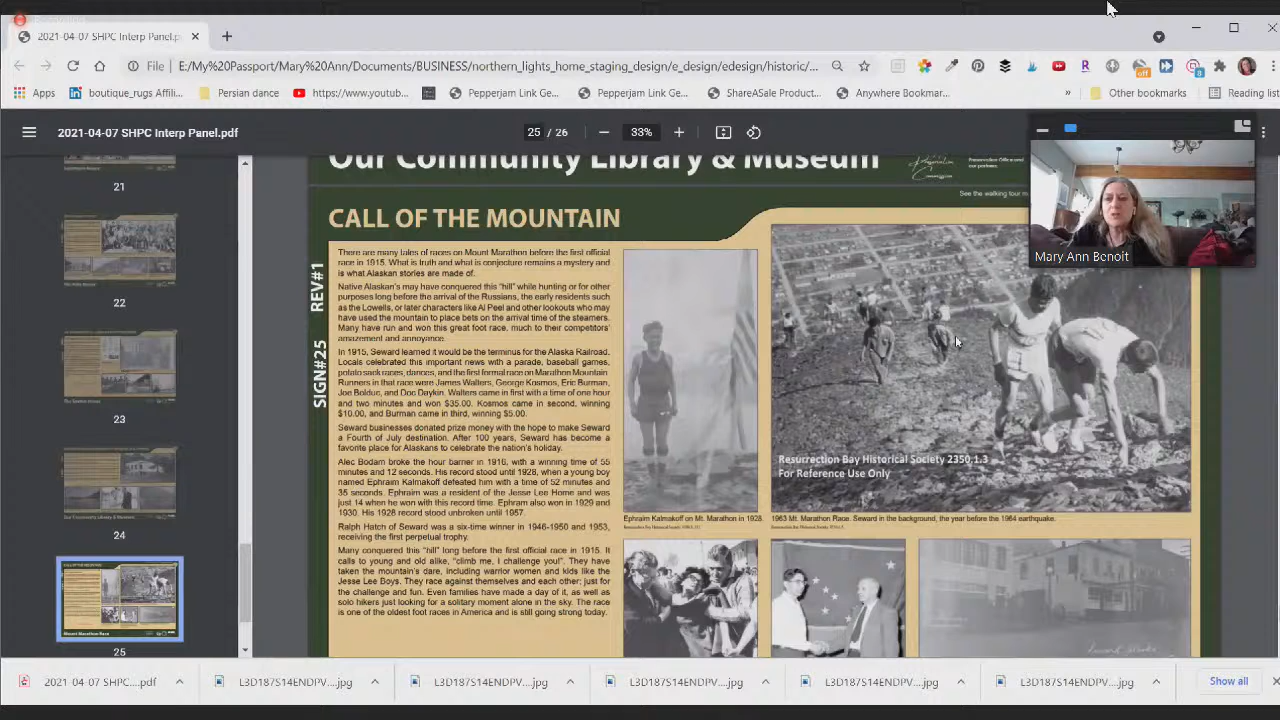 2021-04-07 SHPC Interp Panel.p
File
E:/My%20Passport/Mary%20Ann/Documents/BUSINESS/northern_lights_home_staging_design/e_design/edesign/historic/...
off
8
Apps
boutique_rugs Affili...
Persian dance
https://www.youtub...
Pepperjam Link Ge...
Pepperjam Link Ge...
ShareASale Product...
Anywhere Bookmar...
»
Other bookmarks
Reading list
2021-04-07 SHPC Interp Panel.pdf
25 / 26
33%
Mary Ann Benoit
21
22
23
24
25
Mount Marathon Race
Our Community Library & Museum
Preservation
Commission
Preservation Office and
our partners.
See the walking tour m
CALL OF THE MOUNTAIN
SIGN#25 REV#1
There are many tales of races on Mount Marathon before the first official
race in 1915. What is truth and what is conjecture remains a mystery and
is what Alaskan stories are made of.
Native Alaskan's may have conquered this "hill" while hunting or for other
purposes long before the arrival of the Russians, the early residents such
as the Lowells, or later characters like Al Peel and other lookouts who may
have used the mountain to place bets on the arrival time of the steamers.
Many have run and won this great foot race, much to their competitors'
amazement and annoyance.
In 1915, Seward learned it would be the terminus for the Alaska Railroad.
Locals celebrated this important news with a parade, baseball games,
potato sack races, dances, and the first formal race on Marathon Mountain.
Runners in that race were James Walters, George Kosmos, Eric Burman,
Joe Bolduc, and Doc Daykin. Walters came in first with a time of one hour
and two minutes and won $35.00. Kosmos came in second, winning
$10.00, and Burman came in third, winning $5.00.
Seward businesses donated prize money with the hope to make Seward
a Fourth of July destination. After 100 years, Seward has become a
favorite place for Alaskans to celebrate the nation's holiday.
Alec Bodam broke the hour barrier in 1916, with a winning time of 55
minutes and 12 seconds. His record stood until 1928, when a young boy
named Ephraim Kalmakoff defeated him with a time of 52 minutes and
35 seconds. Ephraim was a resident of the Jesse Lee Home and was
just 14 when he won with this record time. Ephram also won in 1929 and
1930. His 1928 record stood unbroken until 1957.
Ralph Hatch of Seward was a six-time winner in 1946-1950 and 1953,
receiving the first perpetual trophy.
Many conquered this "hill" long before the first official race in 1915. It
calls to young and old alike, "climb me, I challenge you!". They have
taken the mountain's dare, including warrior women and kids like the
Jesse Lee Boys. They race against themselves and each other; just for
the challenge and fun. Even families have made a day of it, as well as
solo hikers just looking for a solitary moment alone in the sky. The race
is one of the oldest foot races in America and is still going strong today.
Ephraim Kalmakoff on Mt. Marathon in 1928.
Resurrection Bay Historical Society 2350.1.3
For Reference Use Only
1963 Mt. Marathon Race. Seward in the background, the year before the 1964 earthquake.
2021-04-07 SHPC....pdf
L3D187S14ENDPV....jpg
L3D187S14ENDPV....jpg
L3D187S14ENDPV....jpg
L3D187S14ENDPV....jpg
L3D187S14ENDPV....jpg
Show all